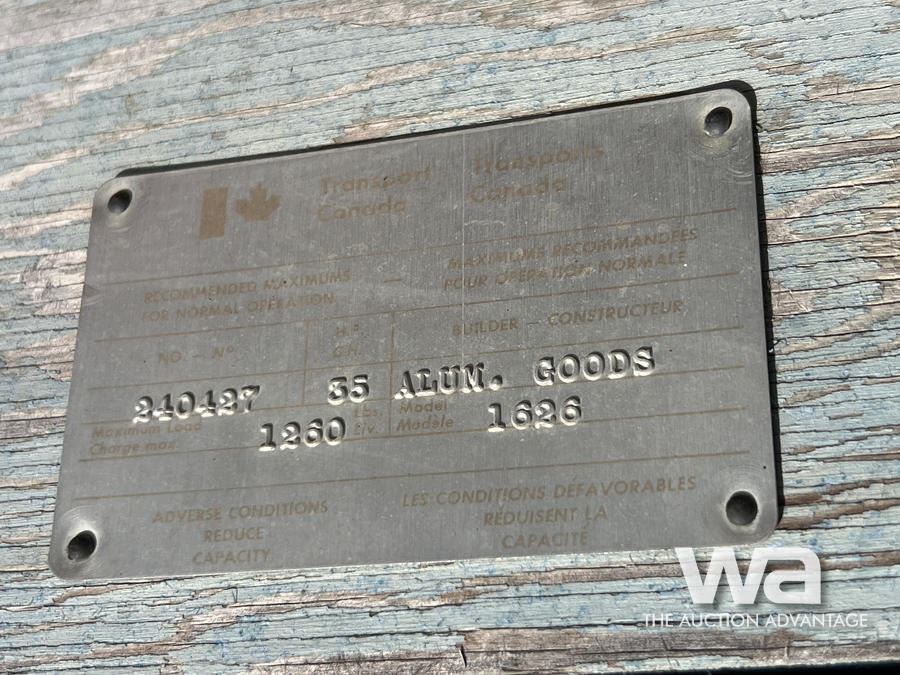 Transport Canada
Transports Canada
RECOMMENDED MAXIMUMS
FOR NORMAL OPERATION
—
MAXIMUMS RECOMMANDÉES
POUR OPÉRATION NORMALE
NO. - Nº
H.P.
C.H.
BUILDER - CONSTRUCTEUR
240427
35
ALUM. GOODS
Maximum Load
Charge max
1260
Lbs.
Liv.
Model
Modèle
1626
ADVERSE CONDITIONS
REDUCE
CAPACITY
LES CONDITIONS DÉFAVORABLES
RÉDUISENT LA
CAPACITÉ
wa
THE AUCTION ADVANTAGE